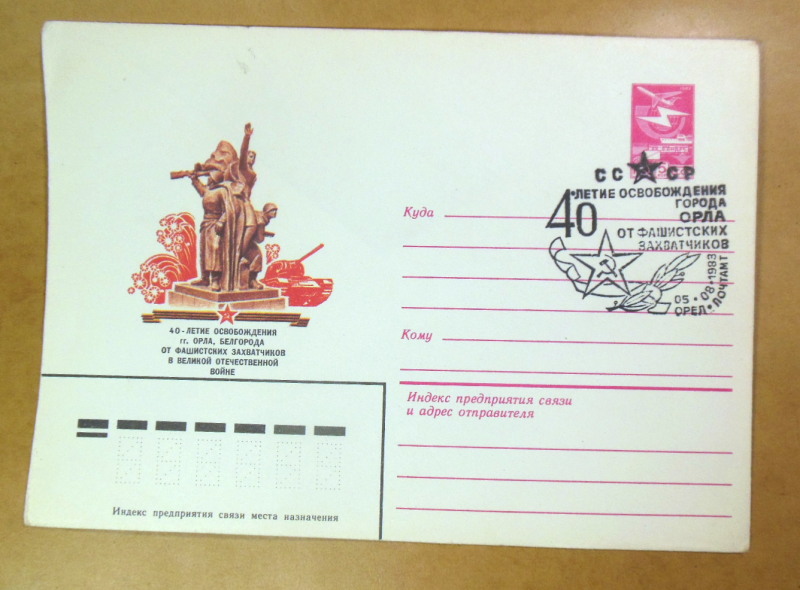 СССР
40-ЛЕТИЕ ОСВОБОЖДЕНИЯ
ГОРОДА
ОРЛА
ОТ ФАШИСТСКИХ
ЗАХВАТЧИКОВ
05·08·1983
ОРЕЛ·ПОЧТАМТ
Куда
Кому
Индекс предприятия связи
и адрес отправителя
40-ЛЕТИЕ ОСВОБОЖДЕНИЯ
гг. ОРЛА, БЕЛГОРОДА
ОТ ФАШИСТСКИХ ЗАХВАТЧИКОВ
В ВЕЛИКОЙ ОТЕЧЕСТВЕННОЙ
ВОЙНЕ
Индекс предприятия связи места назначения